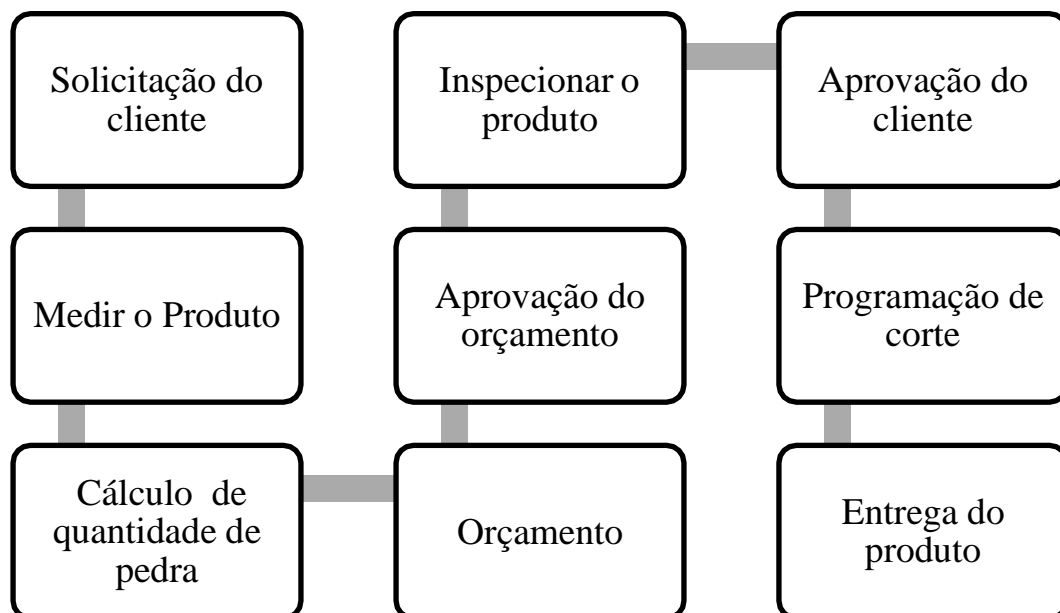 Solicitação do
cliente
Medir o Produto
Cálculo de
quantidade de
pedra
Orçamento
Aprovação do
orçamento
Inspecionar o
produto
Aprovação do
cliente
Programação de
corte
Entrega do
produto